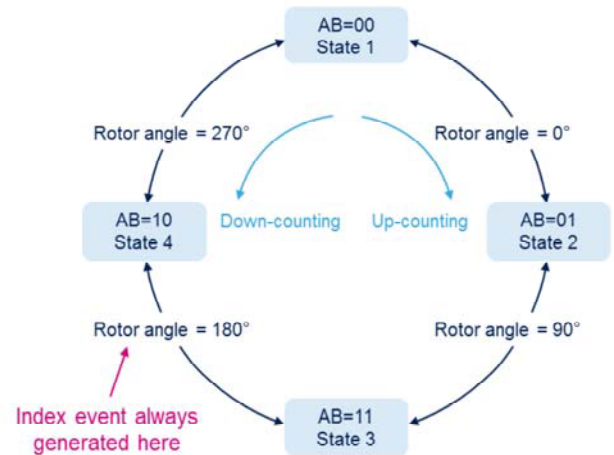 AB=00
State 1
Rotor angle = 270°
Rotor angle = 0°
AB=10
State 4
Down-counting
Up-counting
AB=01
State 2
Rotor angle = 180°
Rotor angle = 90°
Index event always
generated here
AB=11
State 3